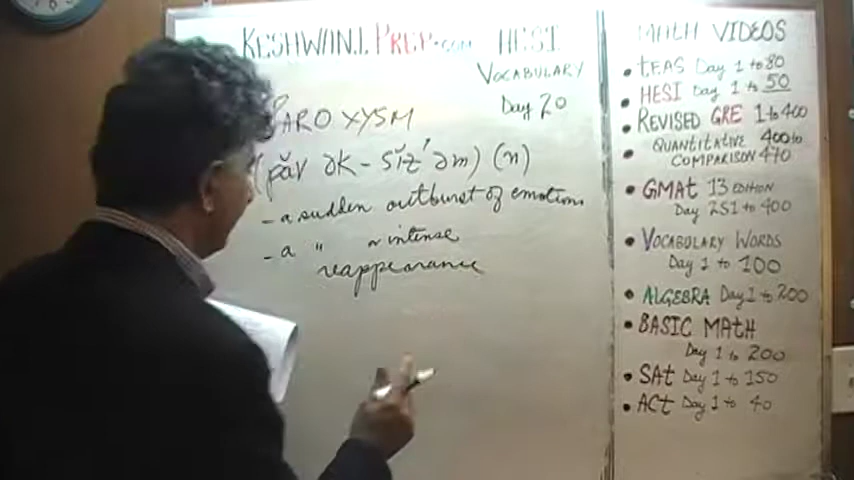 KESHWANI PREP.COM HESI
VOCABULARY
Day 20
PAROXYSM
(păr ək - sĭz' əm) (n)
- a sudden outburst of emotions
- a " or intense
reappearance
MATH VIDEOS
• TEAS Day 1 to 80
• HESI Day 1 to 50
• REVISED GRE 1 to 400
• QUANTITATIVE 400 to
COMPARISON 470
• GMAT 13 EDITION
Day 251 to 400
• VOCABULARY WORDS
Day 1 to 100
• ALGEBRA Day 1 to 200
• BASIC MATH
Day 1 to 200
• SAT Day 1 to 150
• ACT Day 1 to 40